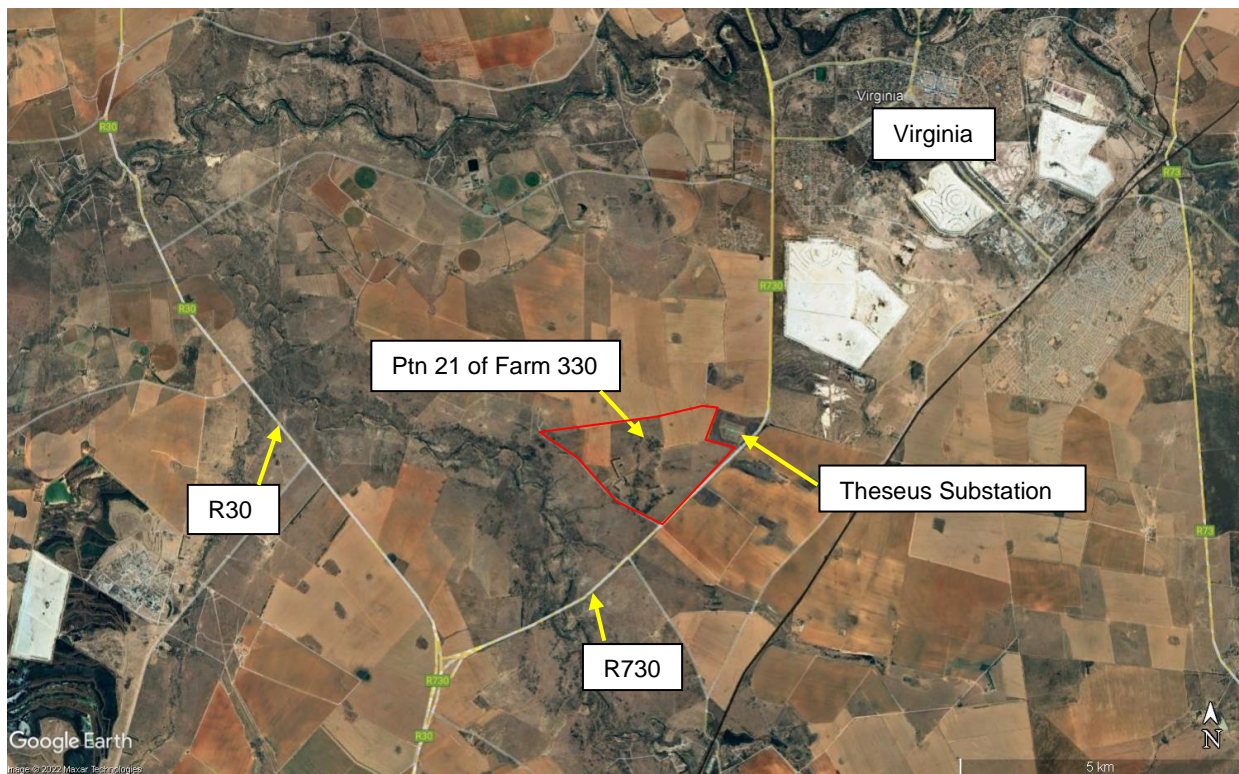 Virginia
Virginia
R30
R73
R30
R730
Ptn 21 of Farm 330
Theseus Substation
R30
R73
R730
R730
R30
N
Google Earth
Image © 2022 Maxar Technologies
5 km